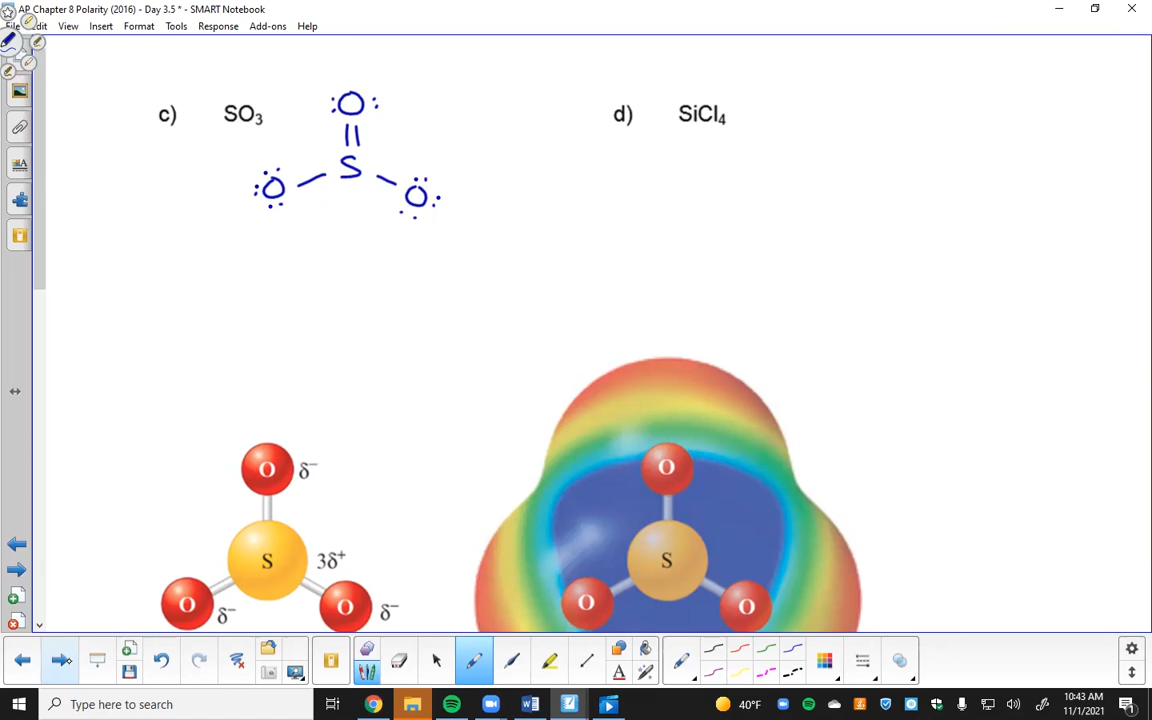 AP Chapter 8 Polarity (2016) - Day 3.5 * - SMART Notebook
File Edit View Insert Format Tools Response Add-ons Help
c) SO₃
d) SiCl₄
O
S
O O
O δ⁻
S 3δ⁺
O δ⁻ O δ⁻
O
S
O O
Type here to search
40°F
10:43 AM
11/1/2021
1